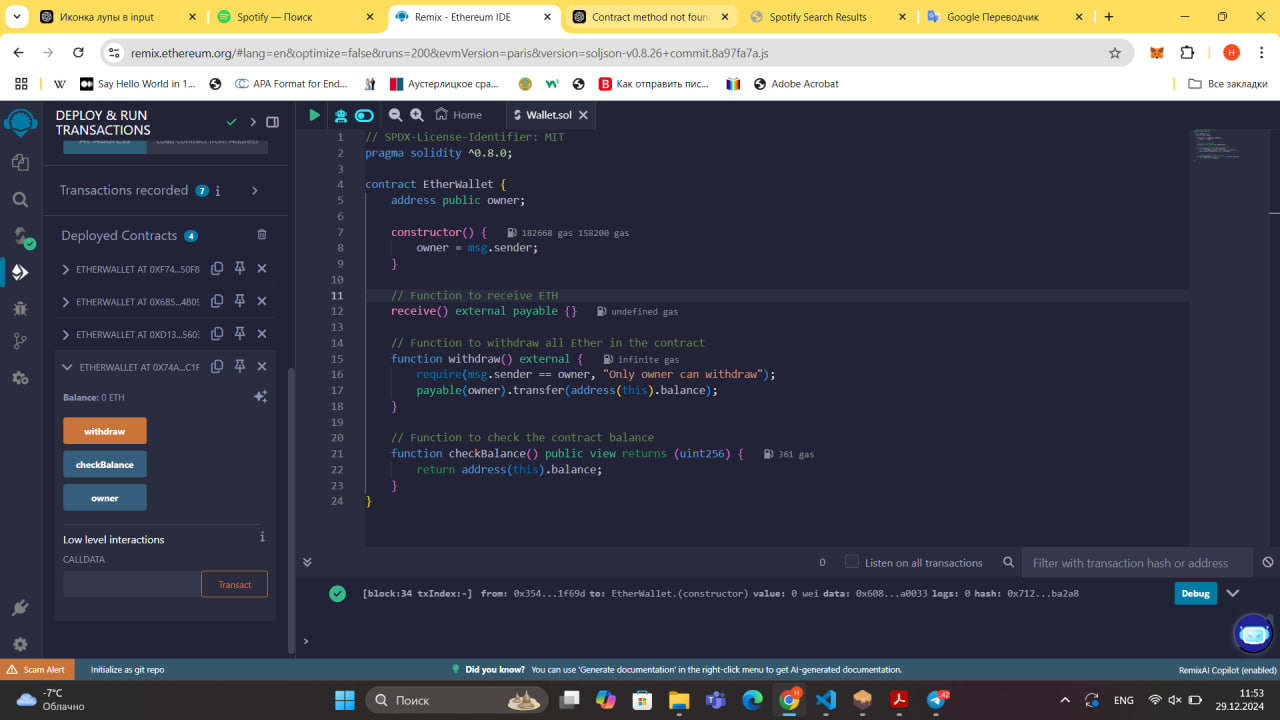 Иконка лупы в input
Spotify — Поиск
Remix - Ethereum IDE
Contract method not foun
Spotify Search Results
Google Переводчик
remix.ethereum.org/#lang=en&optimize=false&runs=200&evmVersion=paris&version=soljson-v0.8.26+commit.8a97fa7a.js
H
W
Say Hello World in 1...
APA Format for End...
Аустерлицкое сра...
B
Как отправить пис...
Adobe Acrobat
Все закладки
DEPLOY & RUN
TRANSACTIONS
At Address
Load contract from Address
Transactions recorded 7 i
Deployed Contracts 4
ETHERWALLET AT 0XF74...50F8
ETHERWALLET AT 0X6B5...4B09
ETHERWALLET AT 0XD13...560
ETHERWALLET AT 0X74A...C1F
Balance: 0 ETH
withdraw
checkBalance
owner
Low level interactions i
CALLDATA
Transact
Home
Wallet.sol
1 // SPDX-License-Identifier: MIT
2 pragma solidity ^0.8.0;
3
4 contract EtherWallet {
5 address public owner;
6
7 constructor() { 182668 gas 158200 gas
8 owner = msg.sender;
9 }
10
11 // Function to receive ETH
12 receive() external payable {} undefined gas
13
14 // Function to withdraw all Ether in the contract
15 function withdraw() external { infinite gas
16 require(msg.sender == owner, "Only owner can withdraw");
17 payable(owner).transfer(address(this).balance);
18 }
19
20 // Function to check the contract balance
21 function checkBalance() public view returns (uint256) { 361 gas
22 return address(this).balance;
23 }
24 }
0
Listen on all transactions
Filter with transaction hash or address
[block:34 txIndex:-] from: 0x354...1f69d to: EtherWallet.(constructor) value: 0 wei data: 0x608...a0033 logs: 0 hash: 0x712...ba2a8
Debug
>
Scam Alert
Initialize as git repo
Did you know? You can use 'Generate documentation' in the right-click menu to get AI-generated documentation.
RemixAI Copilot (enabled)
-7°C
Облачно
Поиск
42
ENG
11:53
29.12.2024